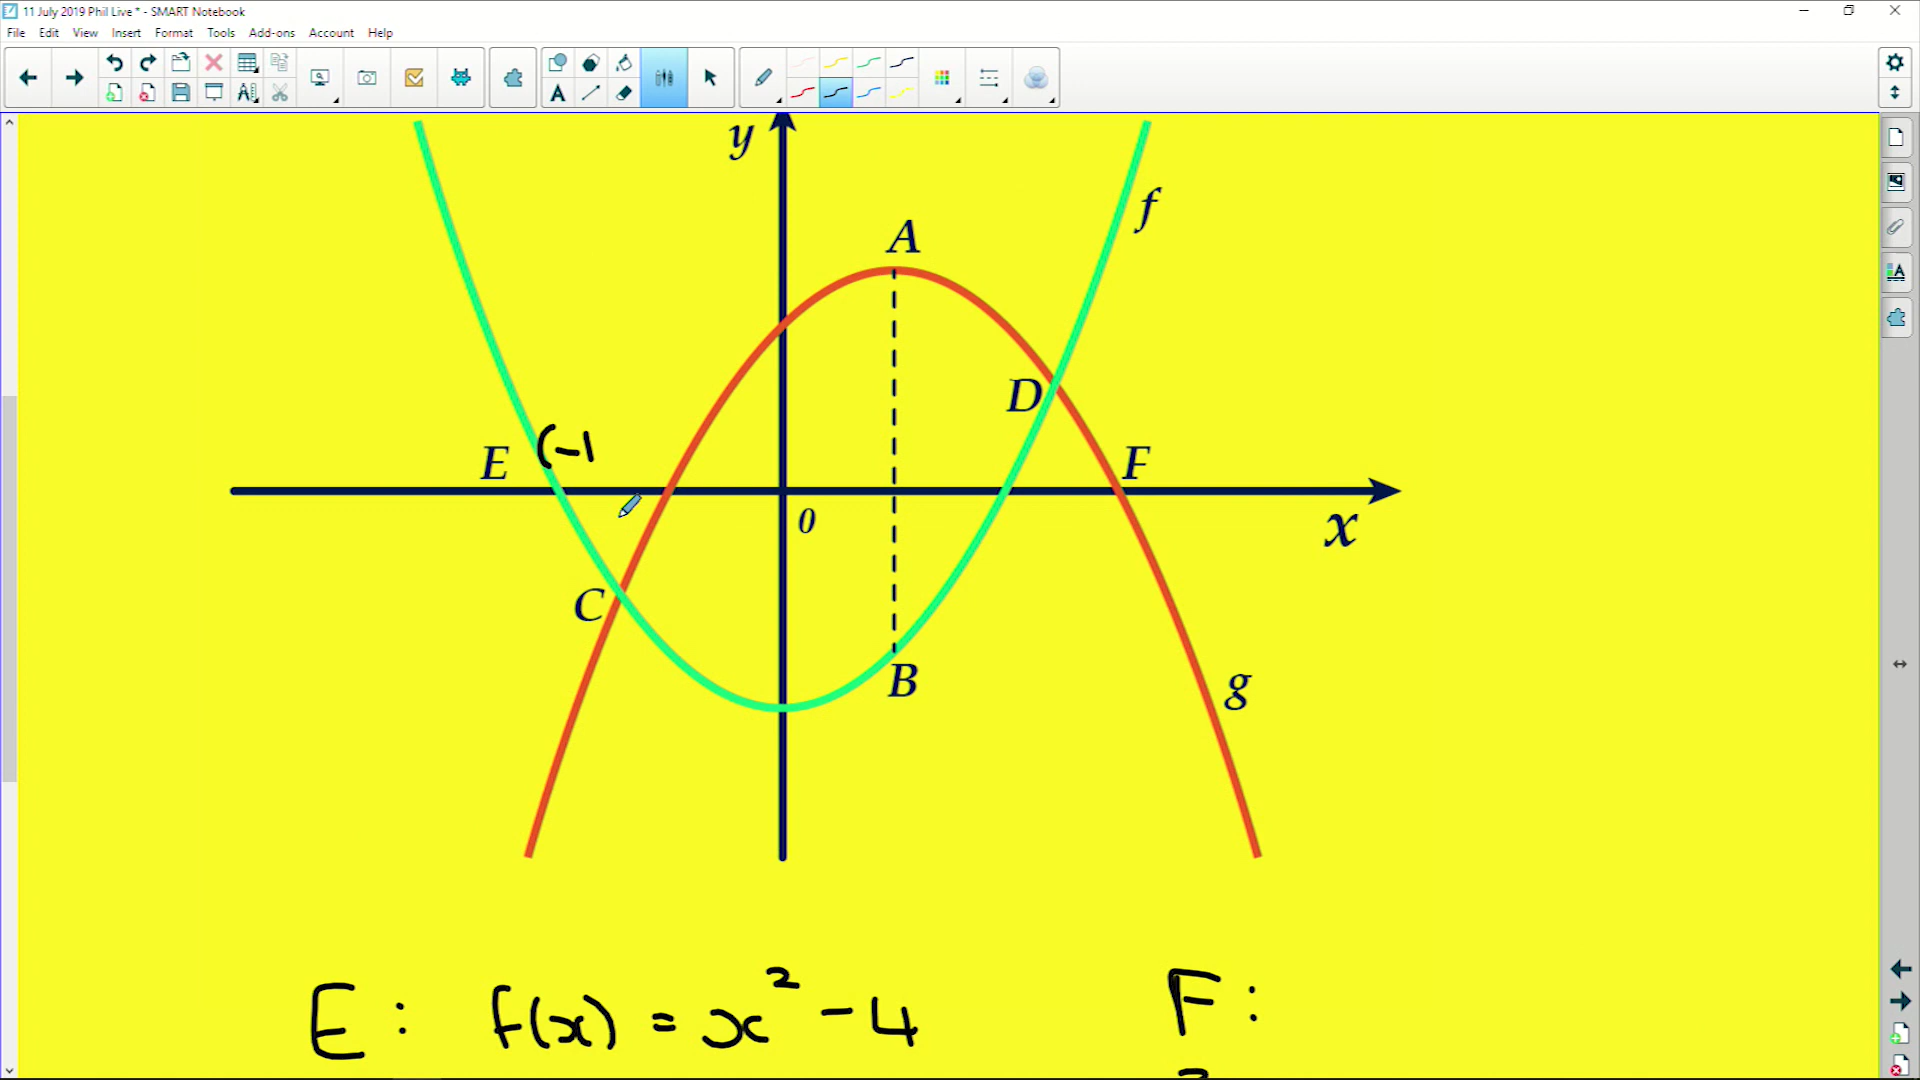 11 July 2019 Phil Live * - SMART Notebook
File Edit View Insert Format Tools Add-ons Account Help
y
f
A
D
E (-1 F
0 x
C
B
g
E: f(x) = x² - 4 F: